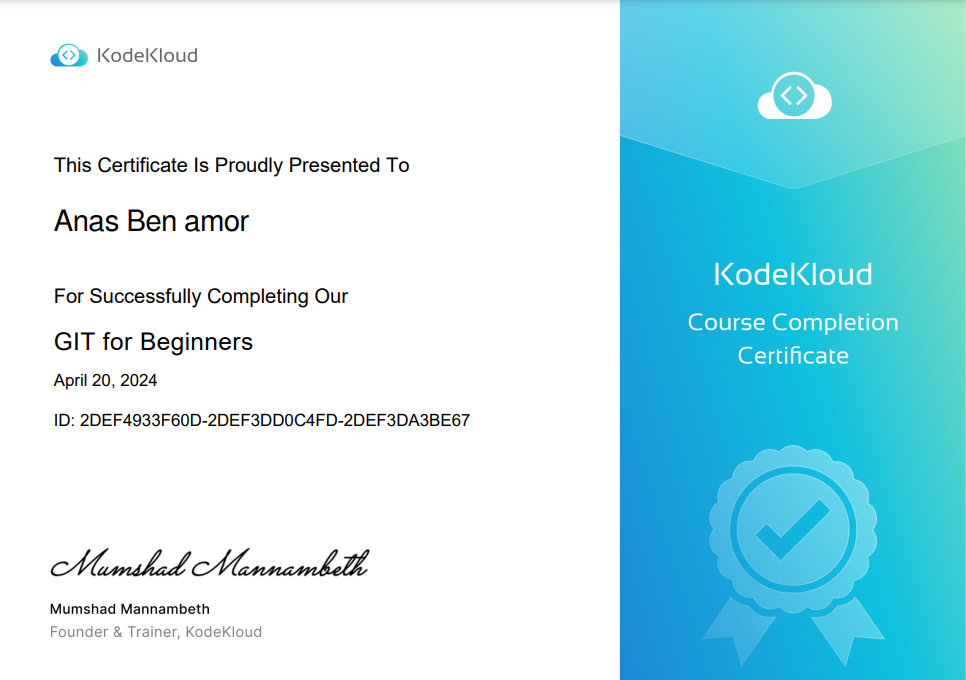 KodeKloud
This Certificate Is Proudly Presented To
Anas Ben amor
For Successfully Completing Our
GIT for Beginners
April 20, 2024
ID: 2DEF4933F60D-2DEF3DD0C4FD-2DEF3DA3BE67
Mumshad Mannambeth
Mumshad Mannambeth
Founder & Trainer, KodeKloud
KodeKloud
Course Completion
Certificate